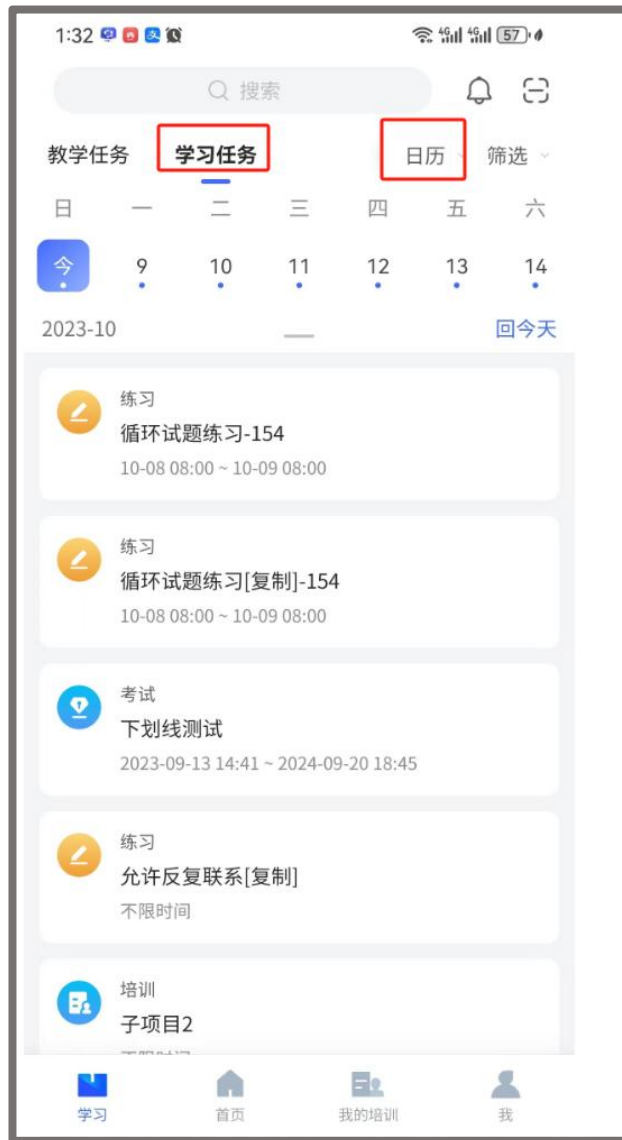 1:32 4G 4G 57
搜索
教学任务 学习任务 日历 筛选
日 一 二 三 四 五 六
今 9 10 11 12 13 14
2023-10 回今天
练习
循环试题练习-154
10-08 08:00 ~ 10-09 08:00
练习
循环试题练习[复制]-154
10-08 08:00 ~ 10-09 08:00
考试
下划线测试
2023-09-13 14:41 ~ 2024-09-20 18:45
练习
允许反复联系[复制]
不限时间
培训
子项目2
学习 首页 我的培训 我